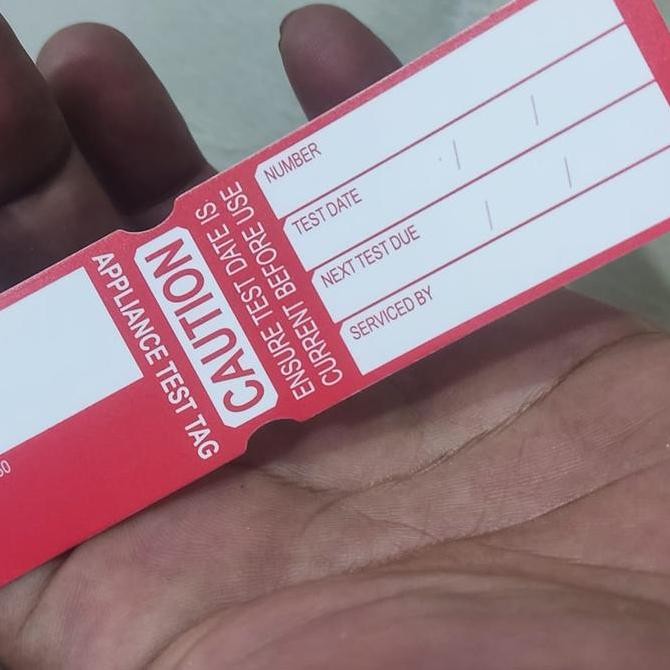 APPLIANCE TEST TAG
CAUTION
ENSURE TEST DATE IS
CURRENT BEFORE USE
NUMBER
TEST DATE / /
NEXT TEST DUE / /
SERVICED BY